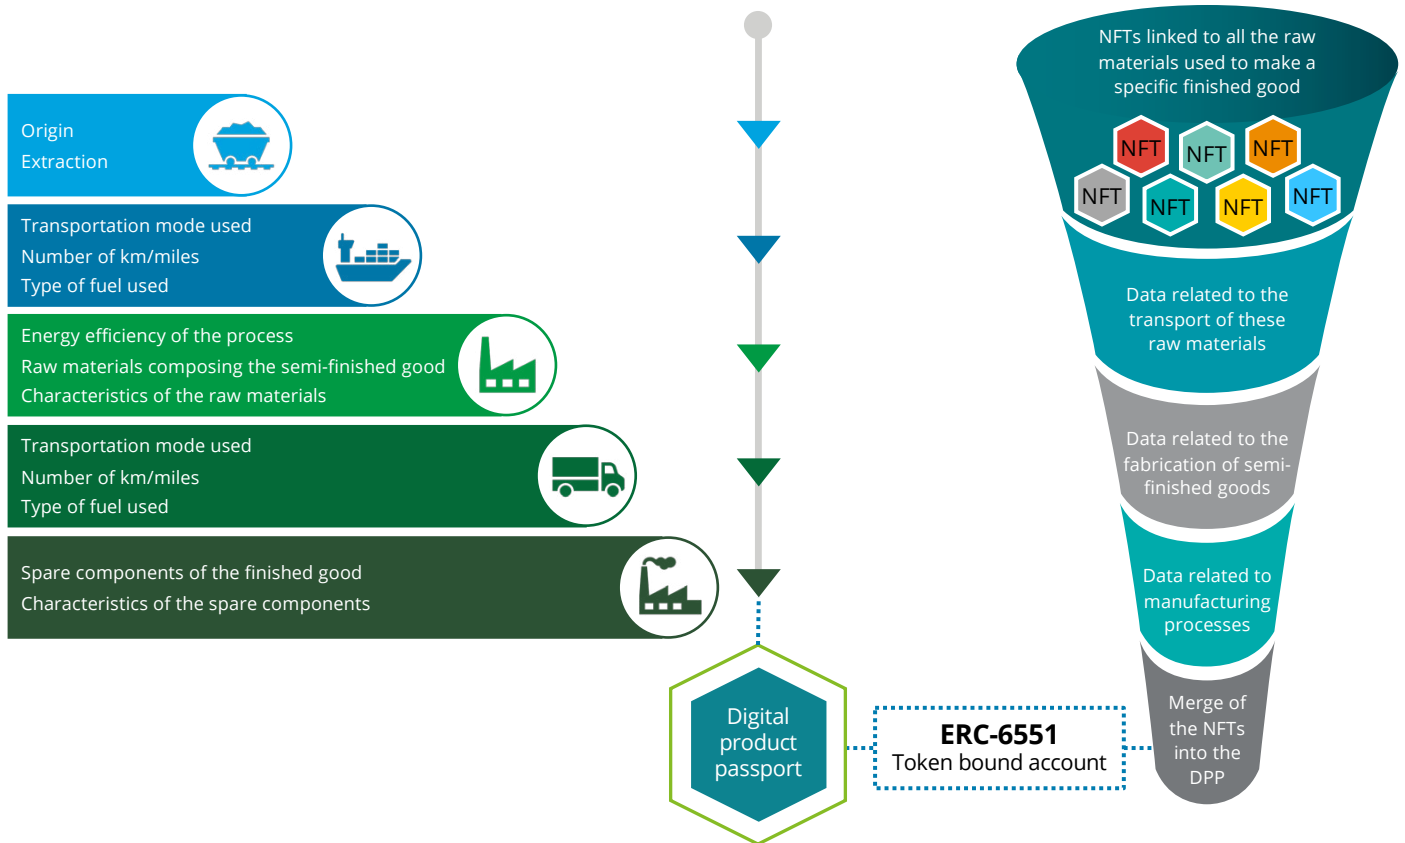 Origin
Extraction
Transportation mode used
Number of km/miles
Type of fuel used
Energy efficiency of the process
Raw materials composing the semi-finished good
Characteristics of the raw materials
Transportation mode used
Number of km/miles
Type of fuel used
Spare components of the finished good
Characteristics of the spare components
Digital
product
passport
ERC-6551
Token bound account
NFTs linked to all the raw
materials used to make a
specific finished good
NFT
NFT
NFT
NFT
NFT
NFT
NFT
Data related to the
transport of these
raw materials
Data related to the
fabrication of semi-
finished goods
Data related to
manufacturing
processes
Merge of
the NFTs
into the
DPP